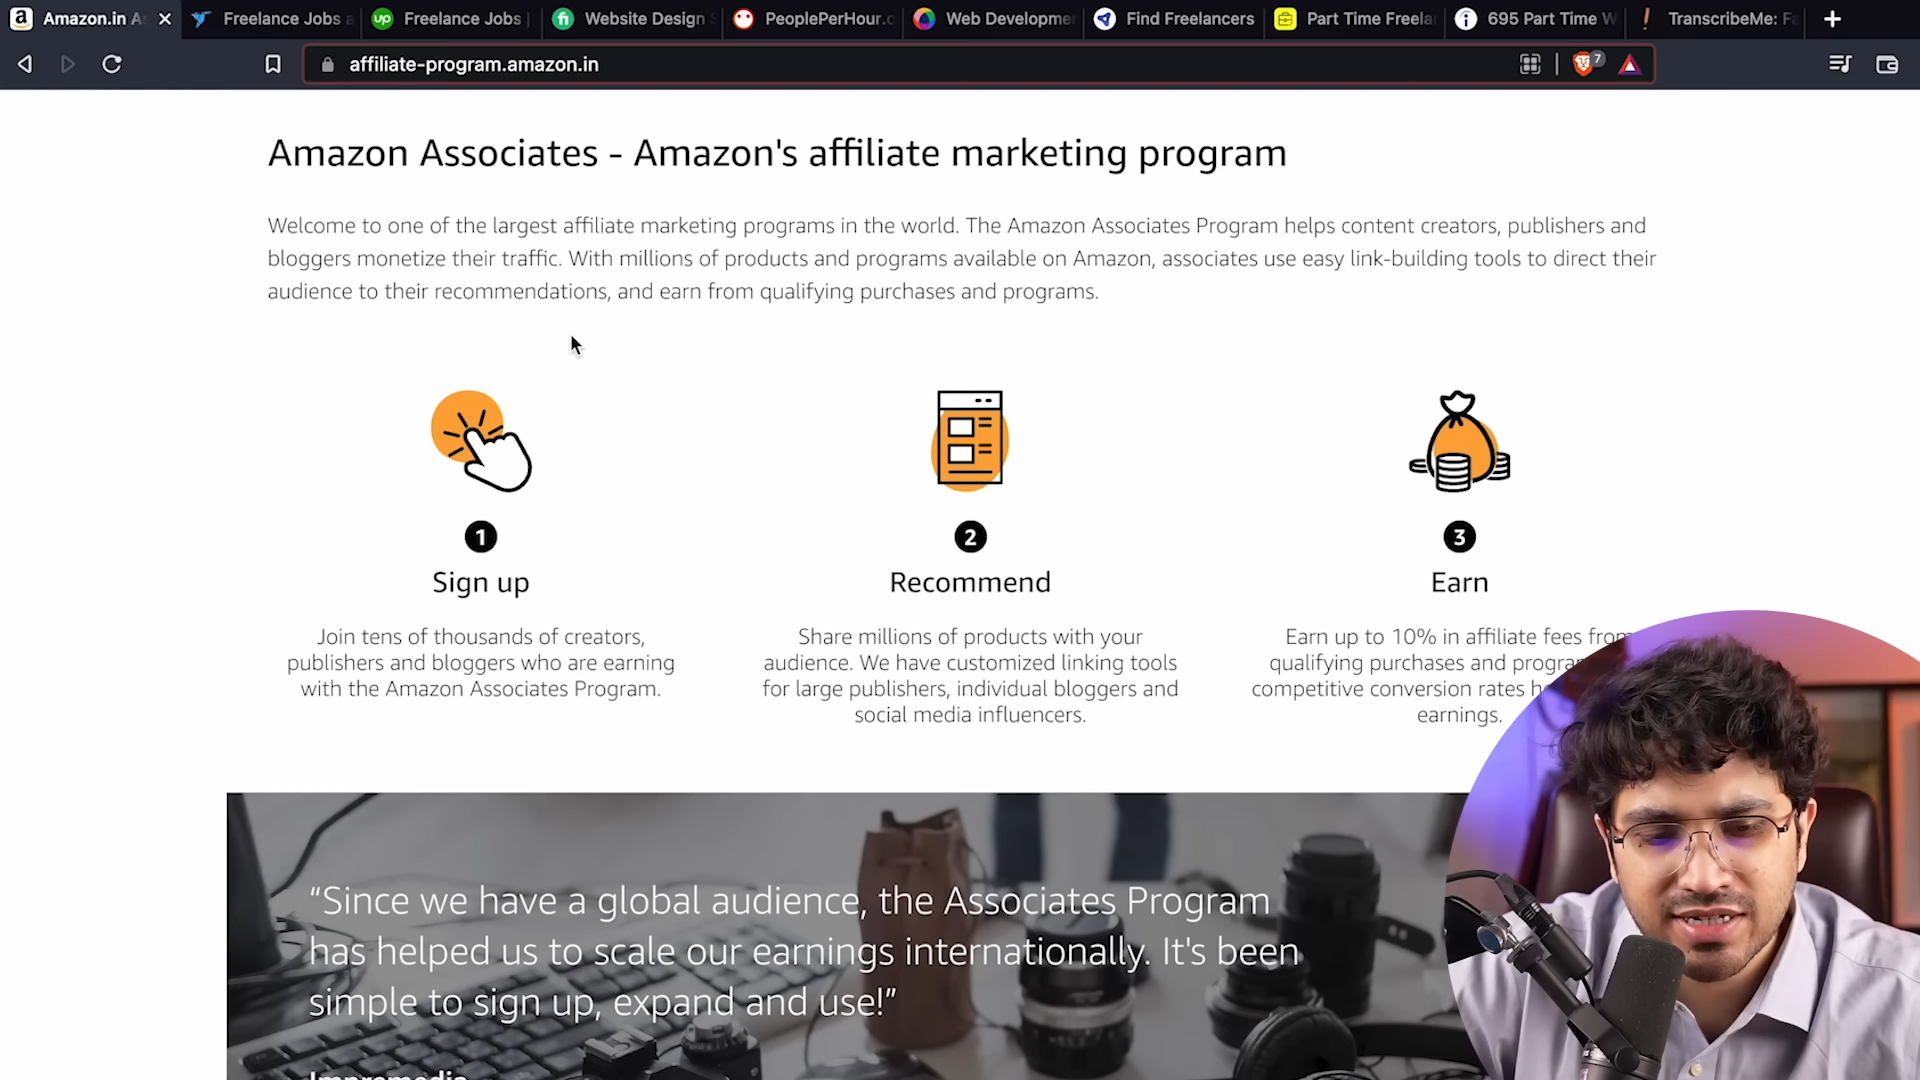 Amazon.in As
Freelance Jobs a
Freelance Jobs |
Website Design S
PeoplePerHour.c
Web Developme
Find Freelancers
Part Time Freela
695 Part Time W
TranscribeMe: Fa
affiliate-program.amazon.in
7
Amazon Associates - Amazon's affiliate marketing program
Welcome to one of the largest affiliate marketing programs in the world. The Amazon Associates Program helps content creators, publishers and
bloggers monetize their traffic. With millions of products and programs available on Amazon, associates use easy link-building tools to direct their
audience to their recommendations, and earn from qualifying purchases and programs.
1
Sign up
Join tens of thousands of creators,
publishers and bloggers who are earning
with the Amazon Associates Program.
2
Recommend
Share millions of products with your
audience. We have customized linking tools
for large publishers, individual bloggers and
social media influencers.
3
Earn
Earn up to 10% in affiliate fees from
qualifying purchases and program
competitive conversion rates h
earnings.
“Since we have a global audience, the Associates Program
has helped us to scale our earnings internationally. It's been
simple to sign up, expand and use!”
Impremedia